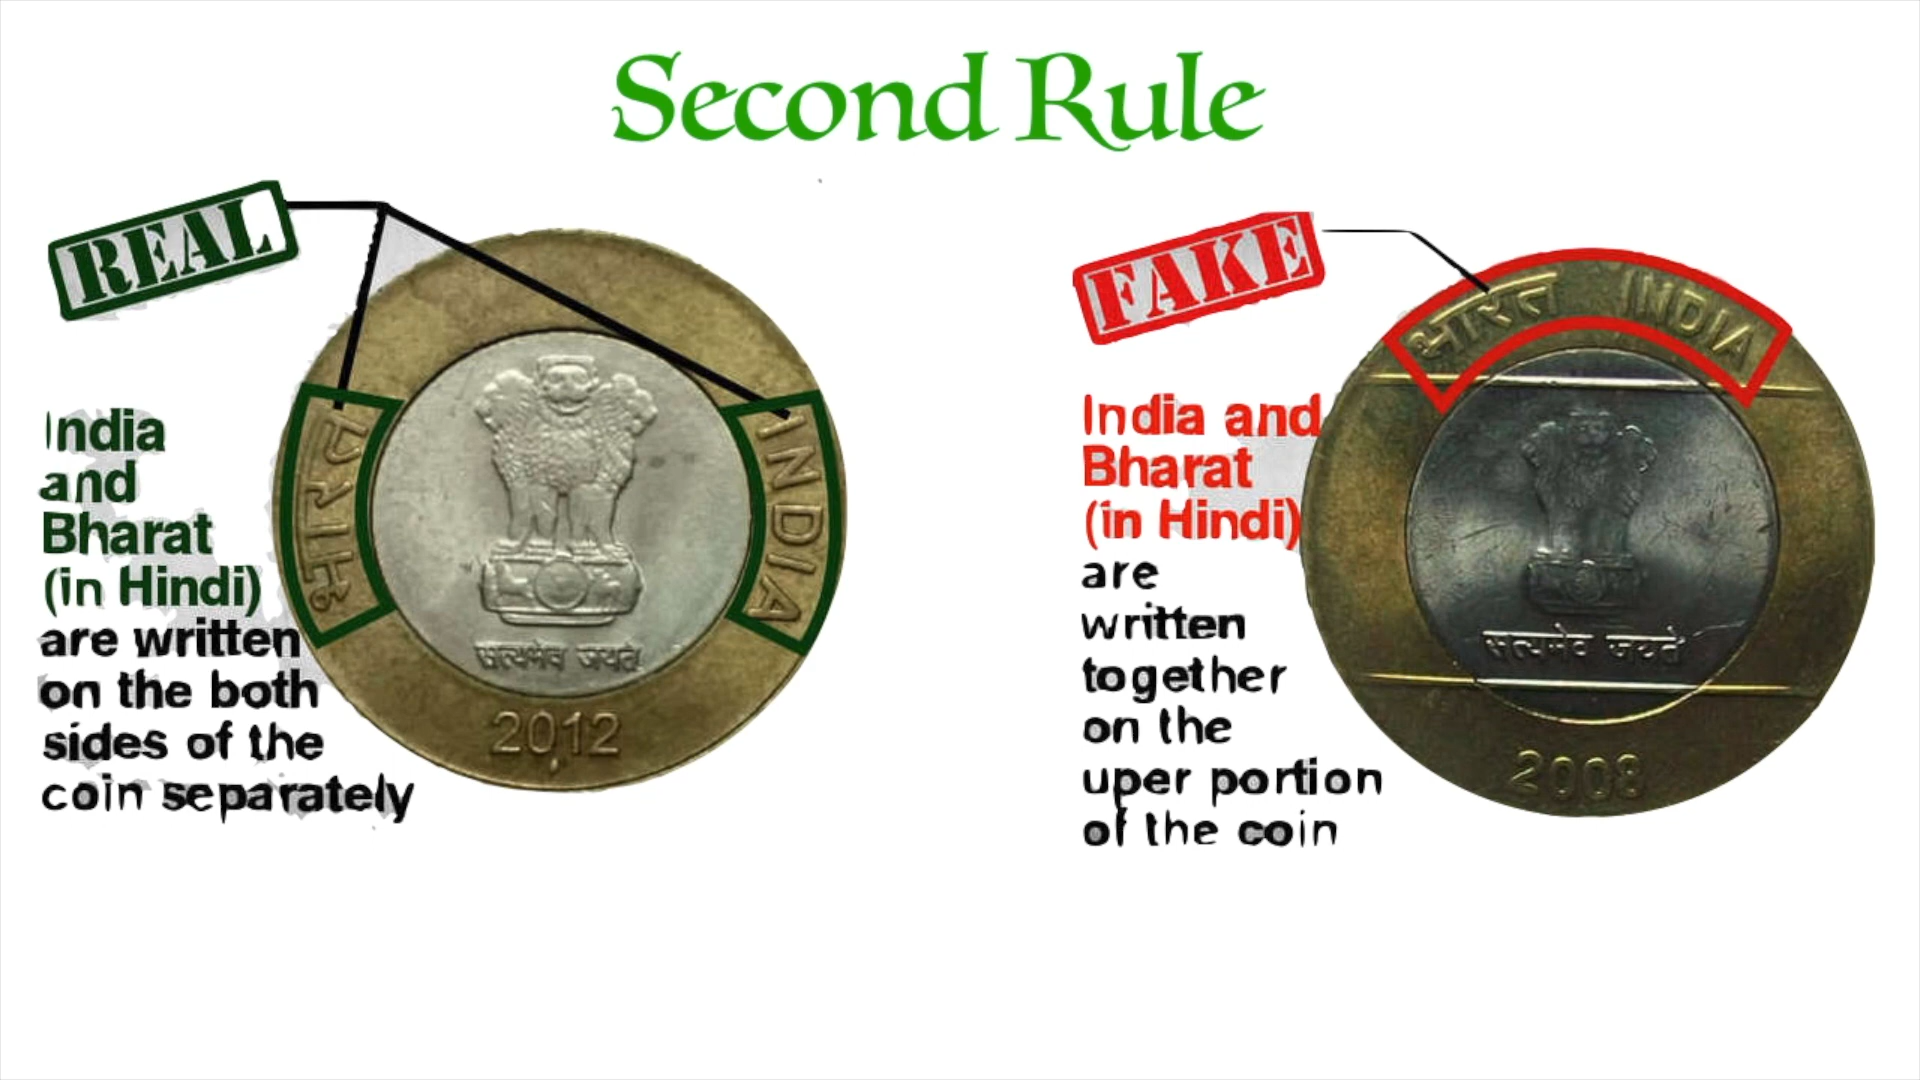 Second Rule
REAL
India
and
Bharat
(in Hindi)
are written
on the both
sides of the
coin separately
भारत
INDIA
सत्यमेव जयते
2012
FAKE
India and
Bharat
(in Hindi)
are
written
together
on the
uper portion
of the coin
भारत INDIA
सत्यमेव जयते
2008